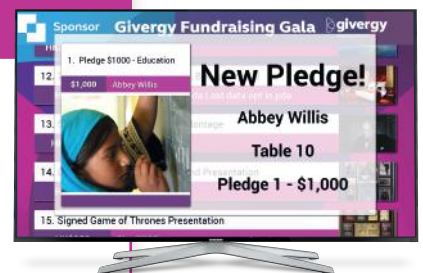 Sponsor Givergy Fundraising Gala givergy
1. Pledge $1000 - Education
$1,000 Abbey Willis
New Pledge!
Abbey Willis
Table 10
Pledge 1 - $1,000
12.
13.
14.
15. Signed Game of Thrones Presentation